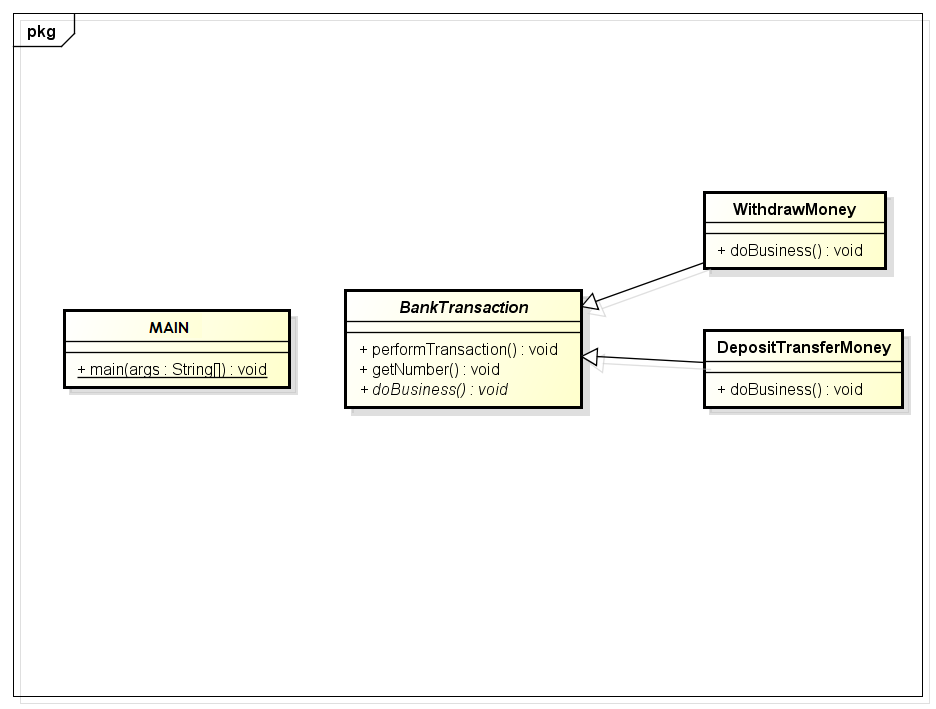 pkg
WithdrawMoney
+ doBusiness() : void
BankTransaction
+ performTransaction() : void
+ getNumber() : void
+ doBusiness() : void
MAIN
+ main(args : String[]) : void
DepositTransferMoney
+ doBusiness() : void